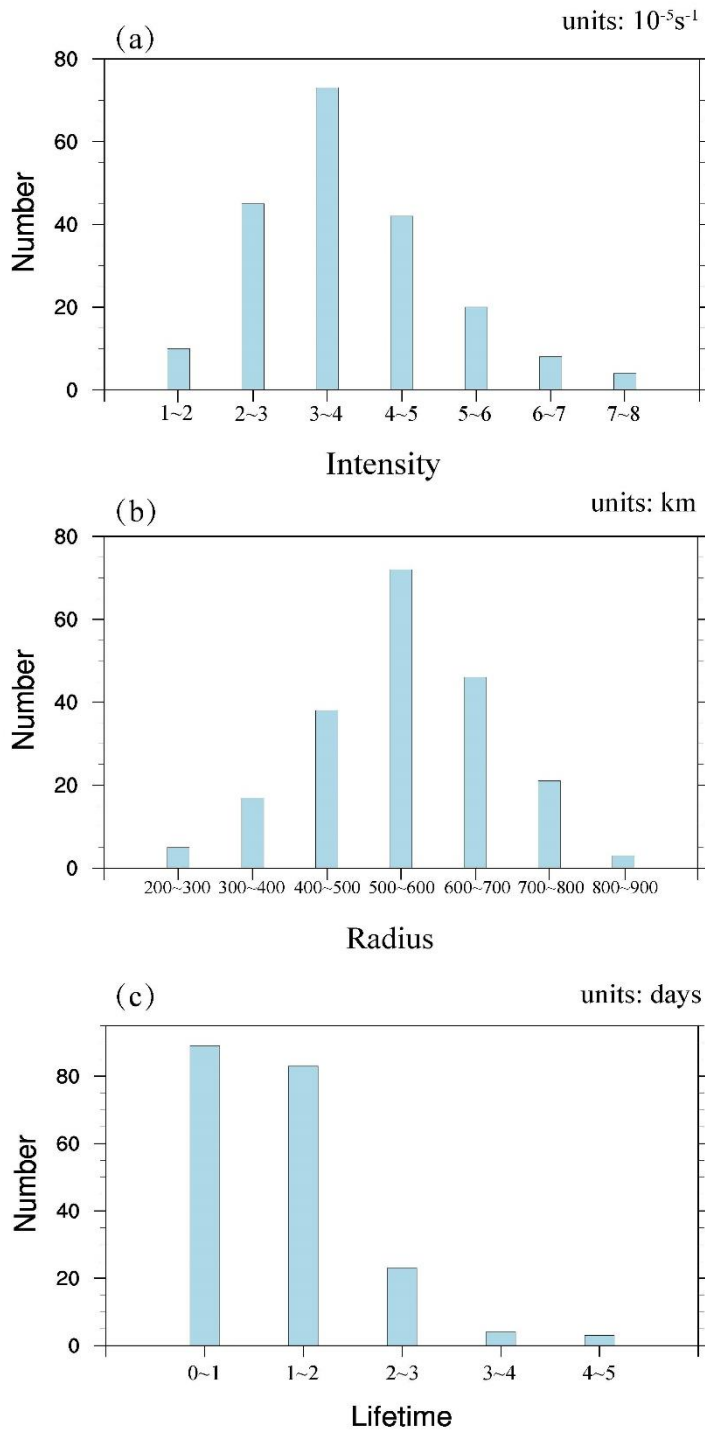 (a)
units: 10⁻⁵s⁻¹
80
60
40
20
0
Number
1~2 2~3 3~4 4~5 5~6 6~7 7~8
Intensity
(b)
units: km
80
60
40
20
0
Number
200~300 300~400 400~500 500~600 600~700 700~800 800~900
Radius
(c)
units: days
80
60
40
20
0
Number
0~1 1~2 2~3 3~4 4~5
Lifetime